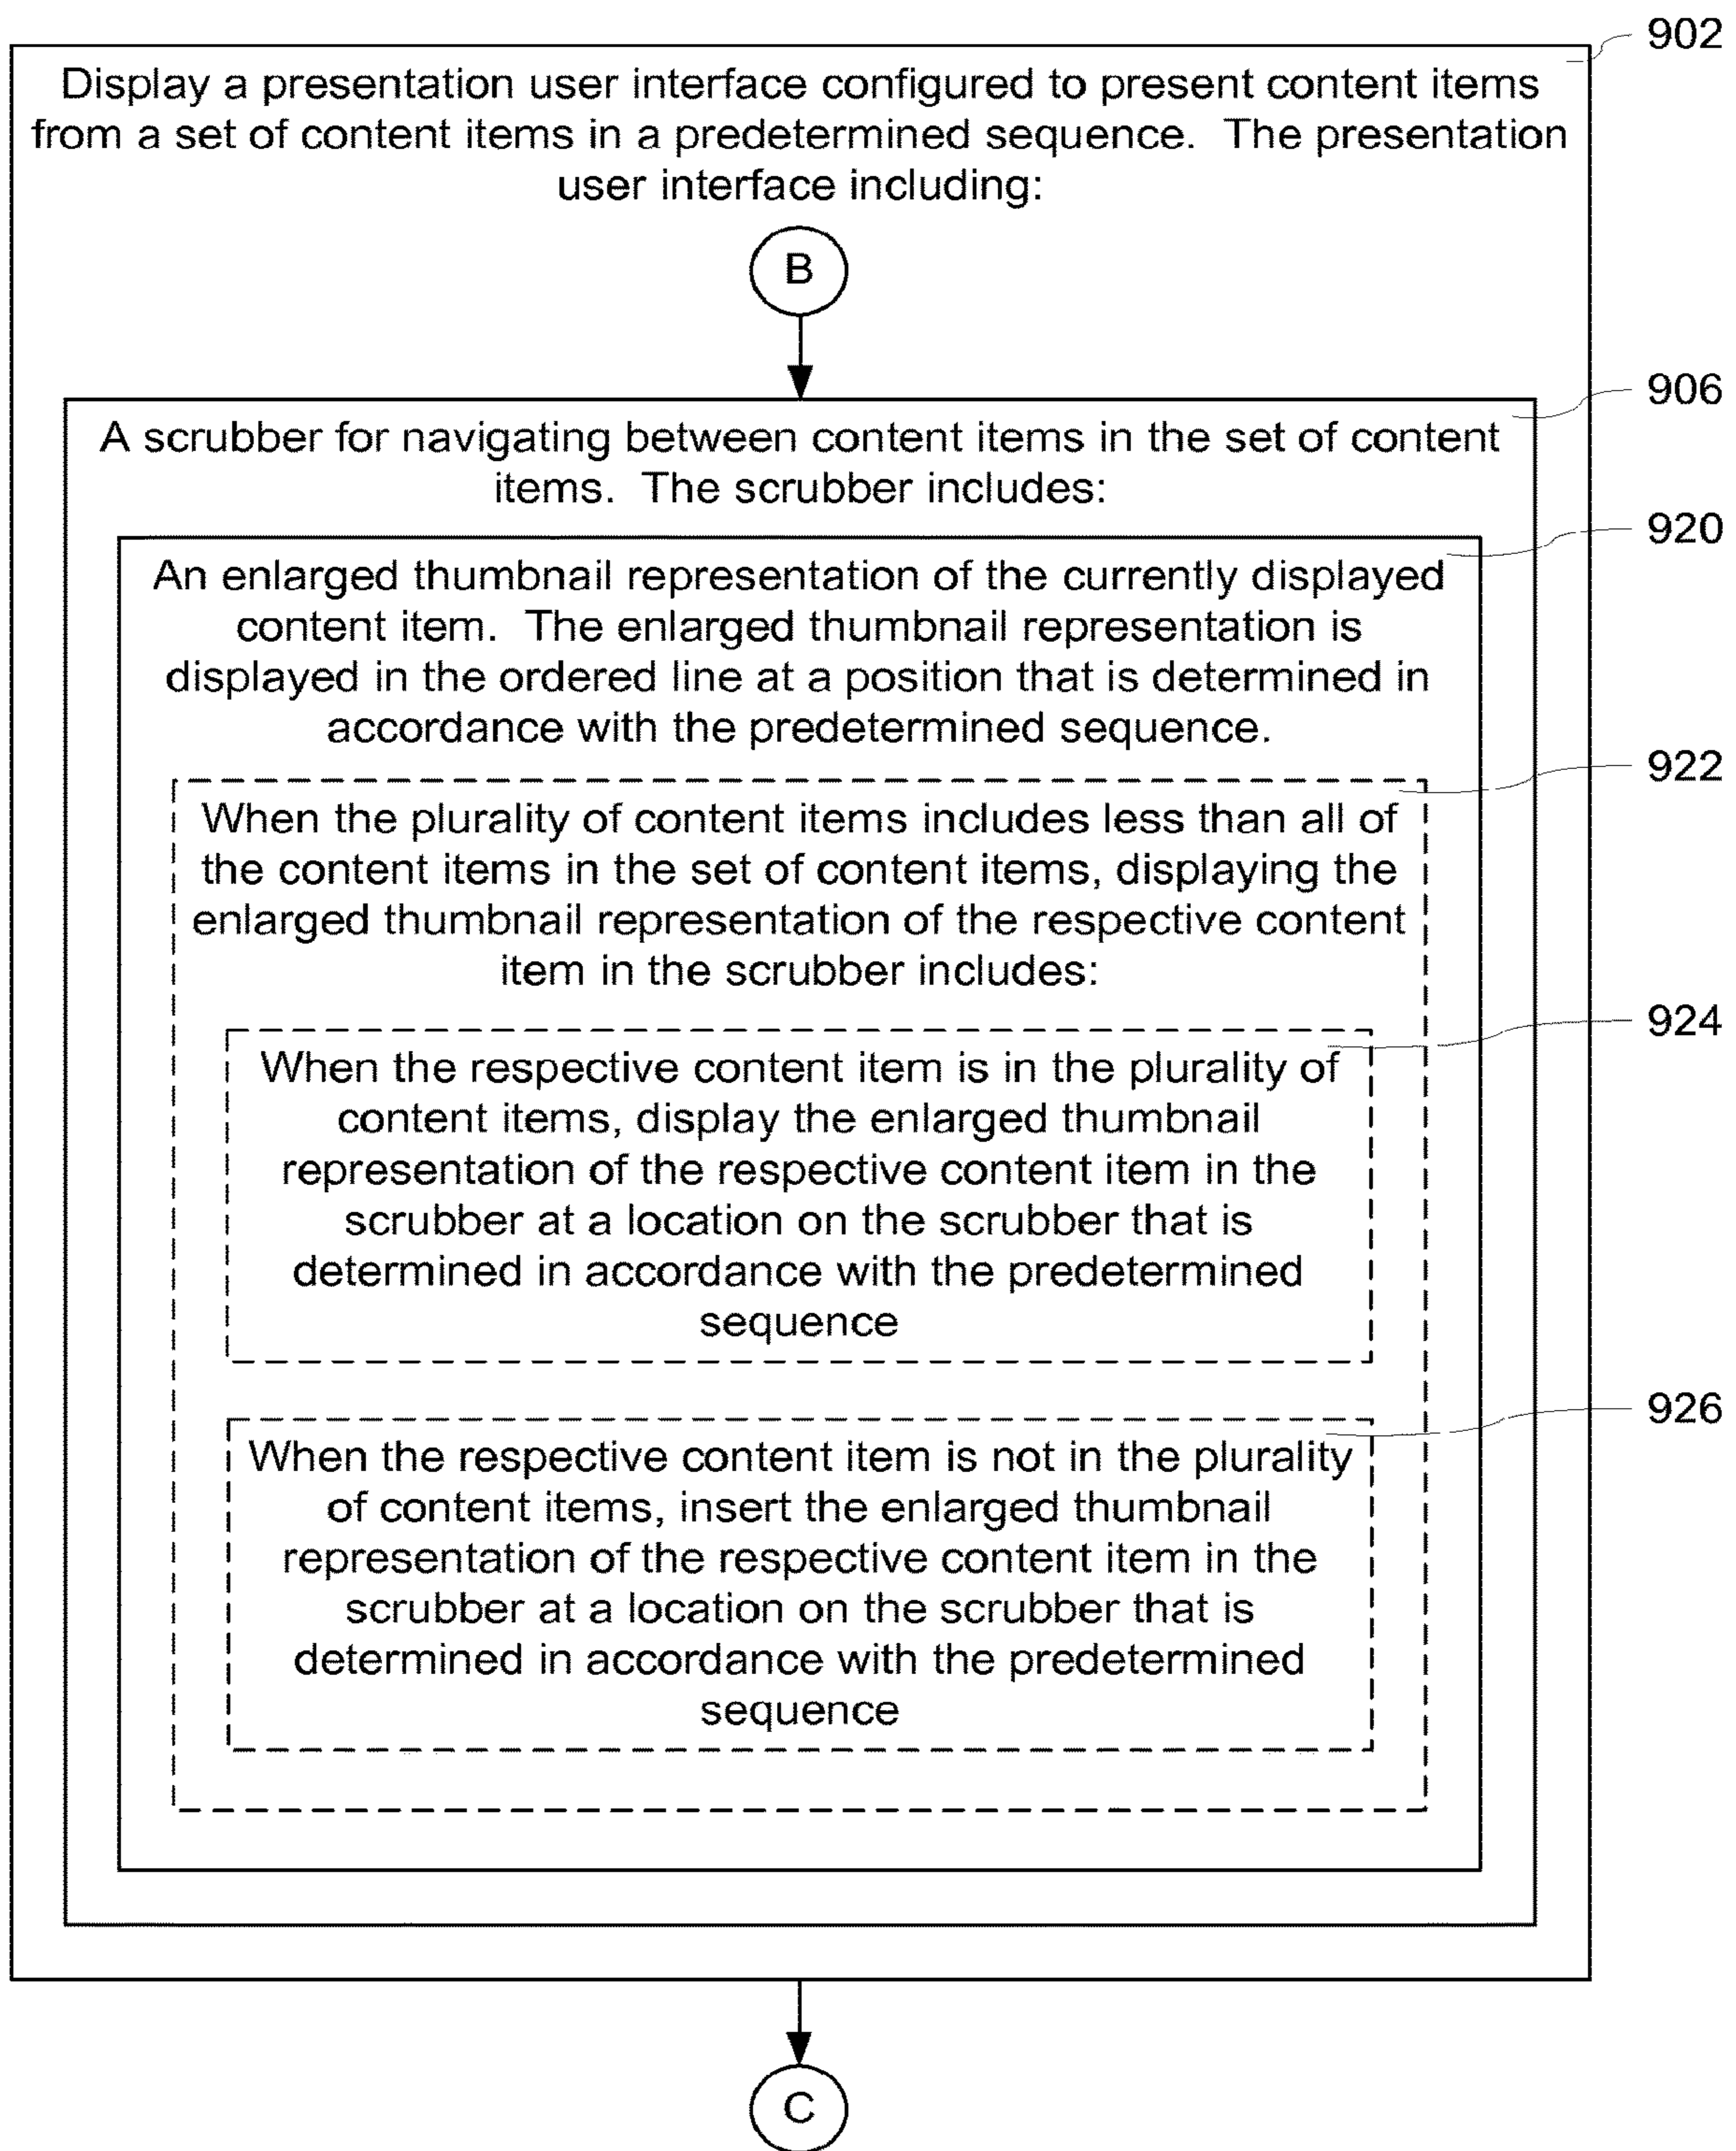 902
Display a presentation user interface configured to present content items
from a set of content items in a predetermined sequence. The presentation
user interface including:
B
906
A scrubber for navigating between content items in the set of content
items. The scrubber includes:
920
An enlarged thumbnail representation of the currently displayed
content item. The enlarged thumbnail representation is
displayed in the ordered line at a position that is determined in
accordance with the predetermined sequence.
922
When the plurality of content items includes less than all of
the content items in the set of content items, displaying the
enlarged thumbnail representation of the respective content
item in the scrubber includes:
924
When the respective content item is in the plurality of
content items, display the enlarged thumbnail
representation of the respective content item in the
scrubber at a location on the scrubber that is
determined in accordance with the predetermined
sequence
926
When the respective content item is not in the plurality
of content items, insert the enlarged thumbnail
representation of the respective content item in the
scrubber at a location on the scrubber that is
determined in accordance with the predetermined
sequence
C